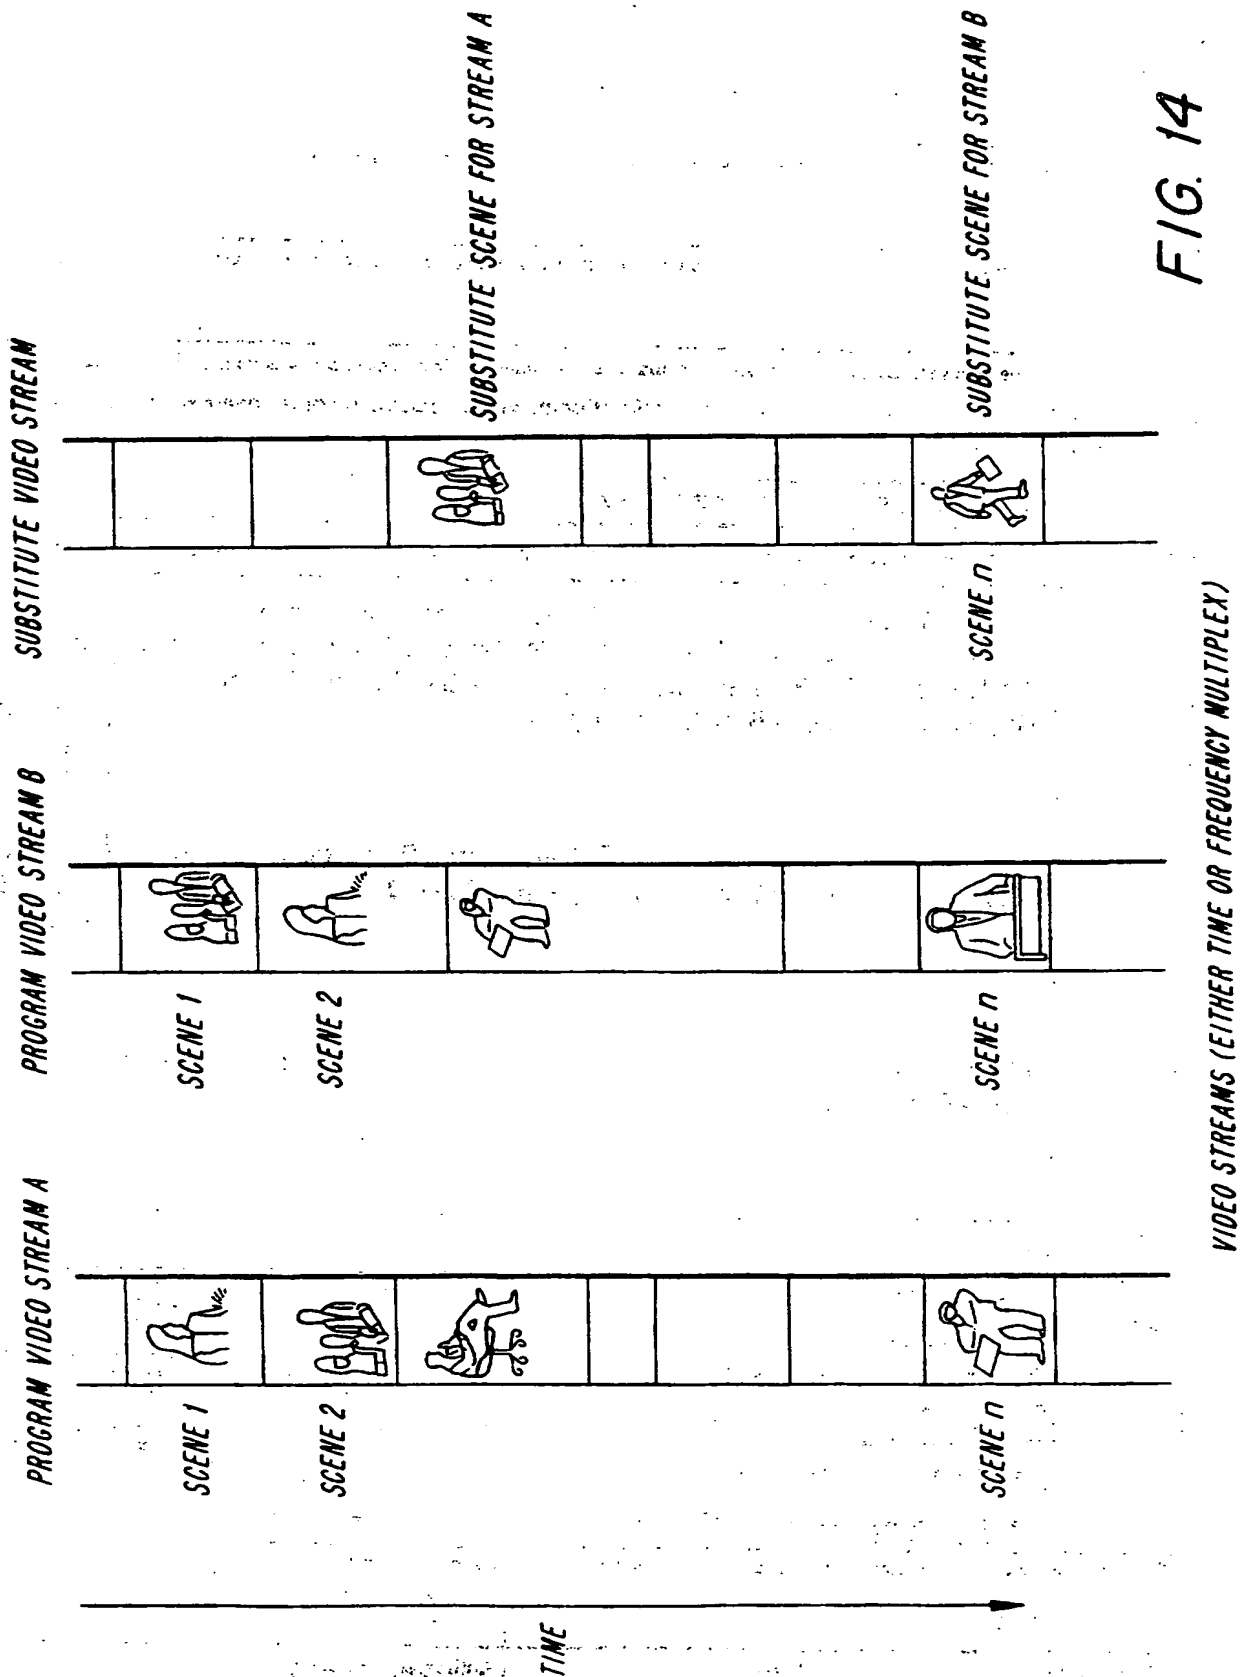 PROGRAM VIDEO STREAM A
PROGRAM VIDEO STREAM B
SUBSTITUTE VIDEO STREAM
SCENE 1
SCENE 1
SCENE 2
SCENE 2
SUBSTITUTE SCENE FOR STREAM A
TIME
SCENE n
SCENE n
SCENE n
SUBSTITUTE SCENE FOR STREAM B
VIDEO STREAMS (EITHER TIME OR FREQUENCY MULTIPLEX)
FIG. 14